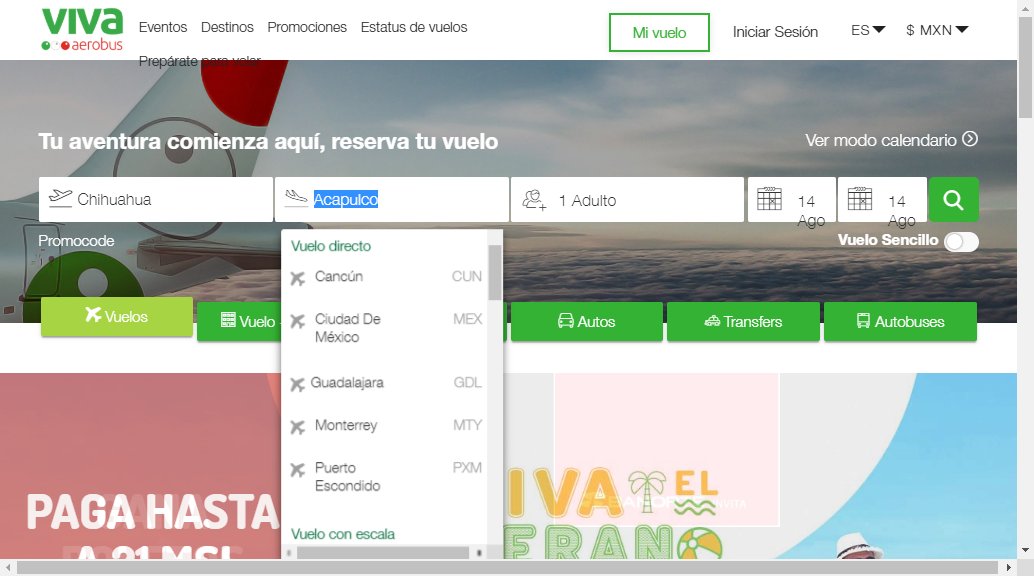 viva
aerobus
Eventos Destinos Promociones Estatus de vuelos
Prepárate para volar
Mi vuelo
Iniciar Sesión
ES
$ MXN
Tu aventura comienza aquí, reserva tu vuelo
Ver modo calendario
Chihuahua
Acapulco
1 Adulto
14
Ago
14
Ago
Promocode
Vuelo Sencillo
Vuelo directo
Cancún CUN
Ciudad De
México MEX
Guadalajara GDL
Monterrey MTY
Puerto
Escondido PXM
Vuelo con escala
Vuelos
Vuelo
Autos
Transfers
Autobuses
PAGA HASTA
A 21 MSI
VIVA EL